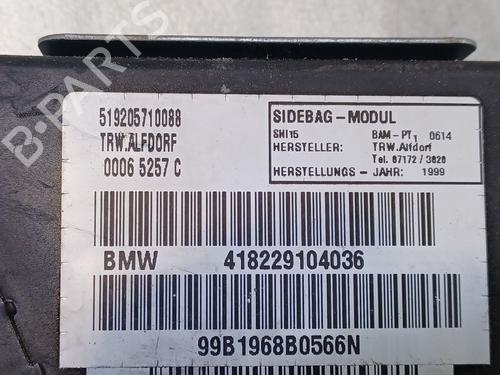 B-PARTS
519205710088
TRW.ALFDORF
0006 5257 C
SIDEBAG-MODUL
SHI15 BAM-PT1 0614
HERSTELLER: TRW.Alfdorf
Tel. 07172 / 3020
HERSTELLUNGS - JAHR: 1999
BMW 418229104036
99B1968B0566N